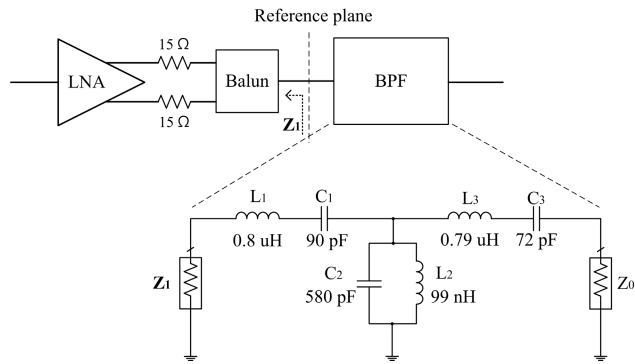 Reference plane
15 Ω
LNA
Balun
BPF
15 Ω
Z1
L1
C1
L3
C3
0.8 uH
90 pF
0.79 uH
72 pF
Z1
C2
580 pF
L2
99 nH
Z0